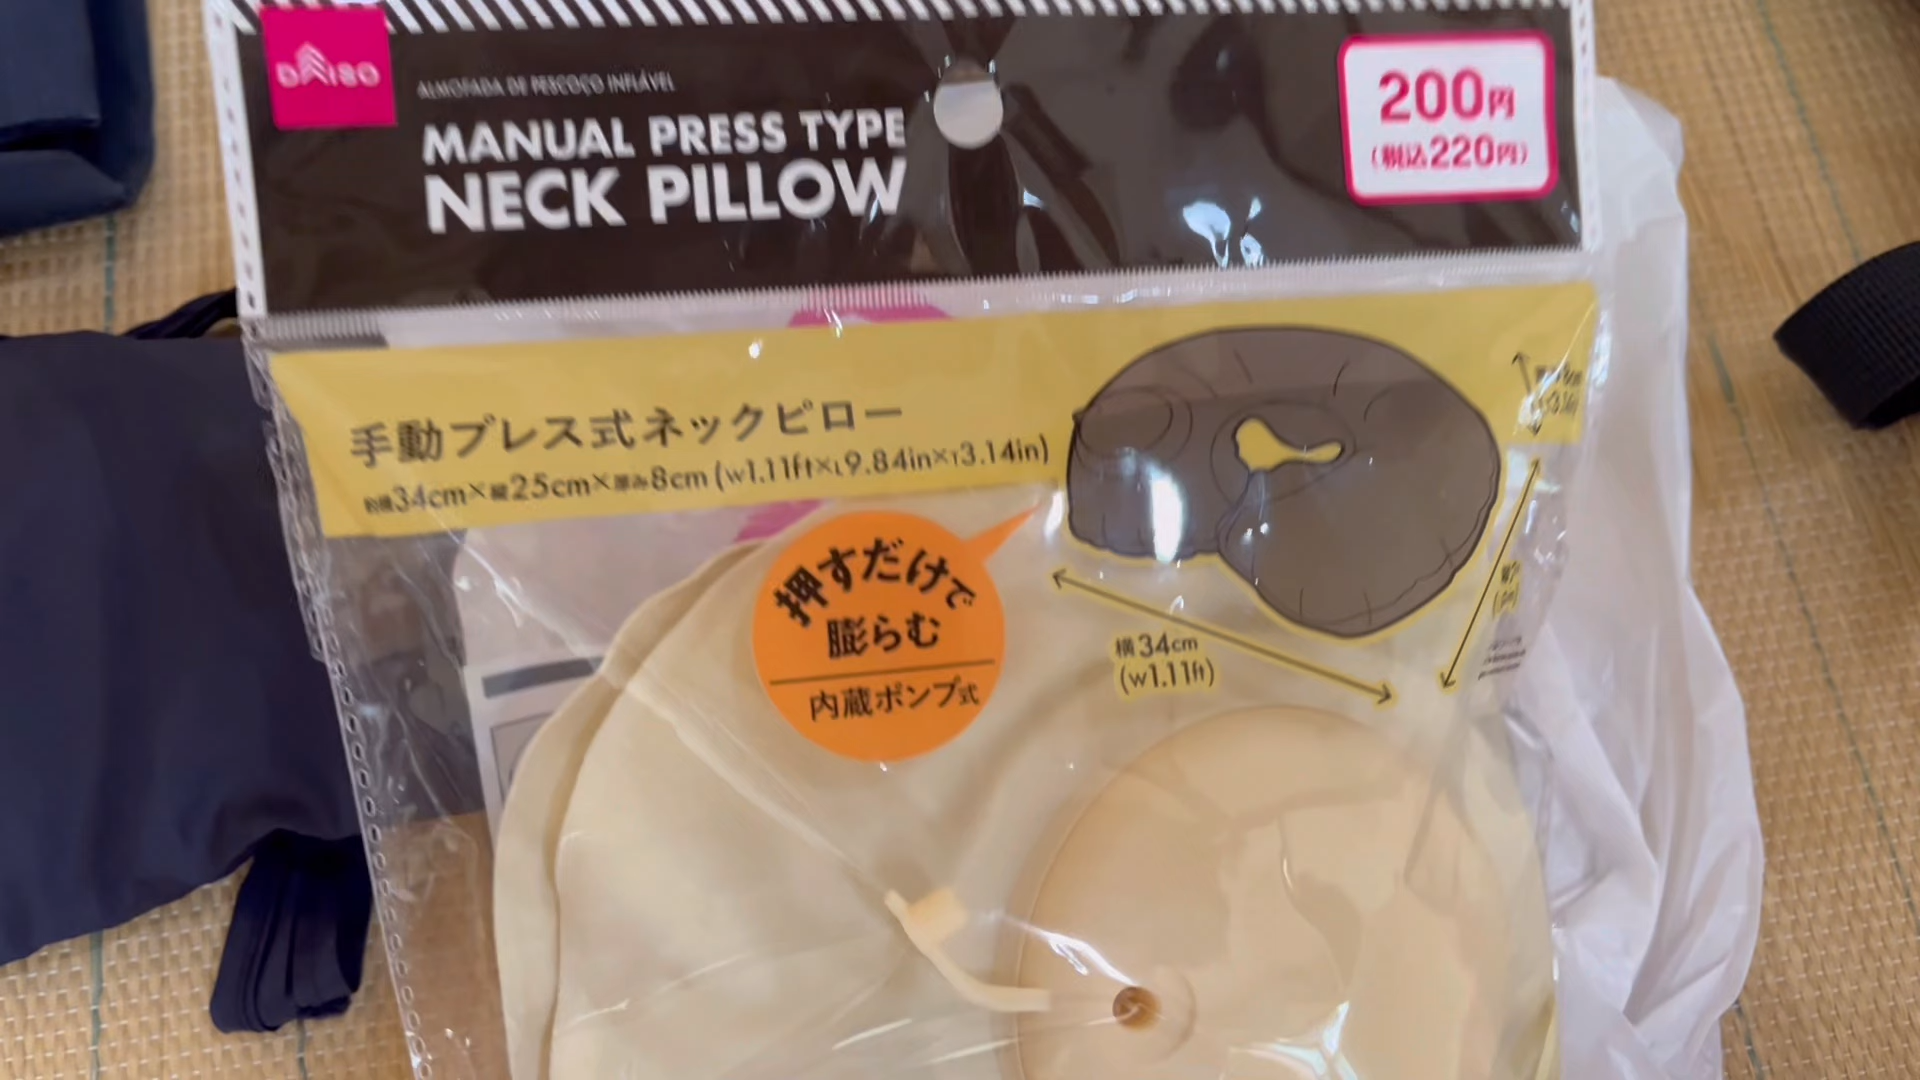 DAISO
ALMOFADA DE PESCOÇO INFLÁVEL
MANUAL PRESS TYPE
NECK PILLOW
200円
(税込220円)
手動プレス式ネックピロー
約横34cm×縦25cm×厚み8cm (W1.11ft×L9.84in×T3.14in)
押すだけで
膨らむ
内蔵ポンプ式
横34cm
(W1.11ft)